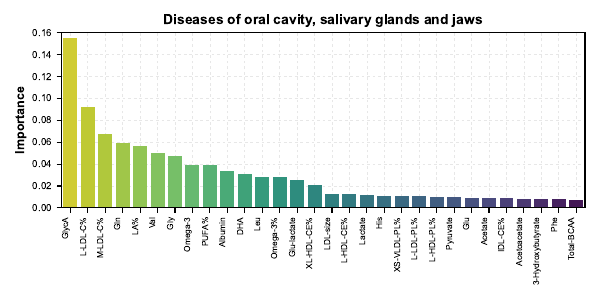 Diseases of oral cavity, salivary glands and jaws
Importance
0.16
0.14
0.12
0.10
0.08
0.06
0.04
0.02
0.00
GlycA
L-LDL-C%
M-LDL-C%
Gln
LA%
Val
Gly
Omega-3
PUFA%
Albumin
DHA
Leu
Omega-3%
Glu-lactate
XL-HDL-CE%
LDL-size
L-HDL-CE%
Lactate
His
XS-VLDL-PL%
L-LDL-PL%
L-HDL-PL%
Pyruvate
Glu
Acetate
IDL-CE%
Acetoacetate
3-Hydroxybutyrate
Phe
Total-BCAA